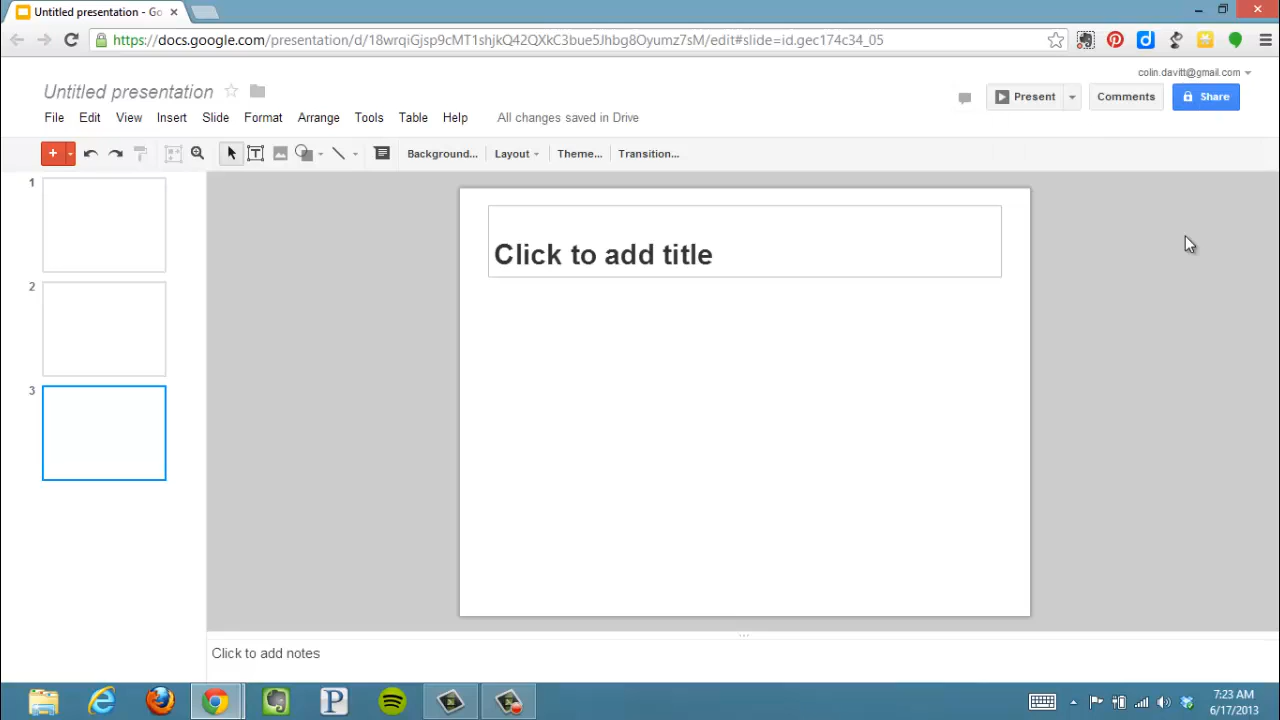 Untitled presentation - Go
https://docs.google.com/presentation/d/18wrqiGjsp9cMT1shjkQ42QXkC3bue5Jhbg8Oyumz7sM/edit#slide=id.gec174c34_05
colin.davitt@gmail.com
Untitled presentation
Present
Comments
Share
File Edit View Insert Slide Format Arrange Tools Table Help All changes saved in Drive
Background... Layout Theme... Transition...
1
2
3
Click to add title
Click to add notes
7:23 AM
6/17/2013